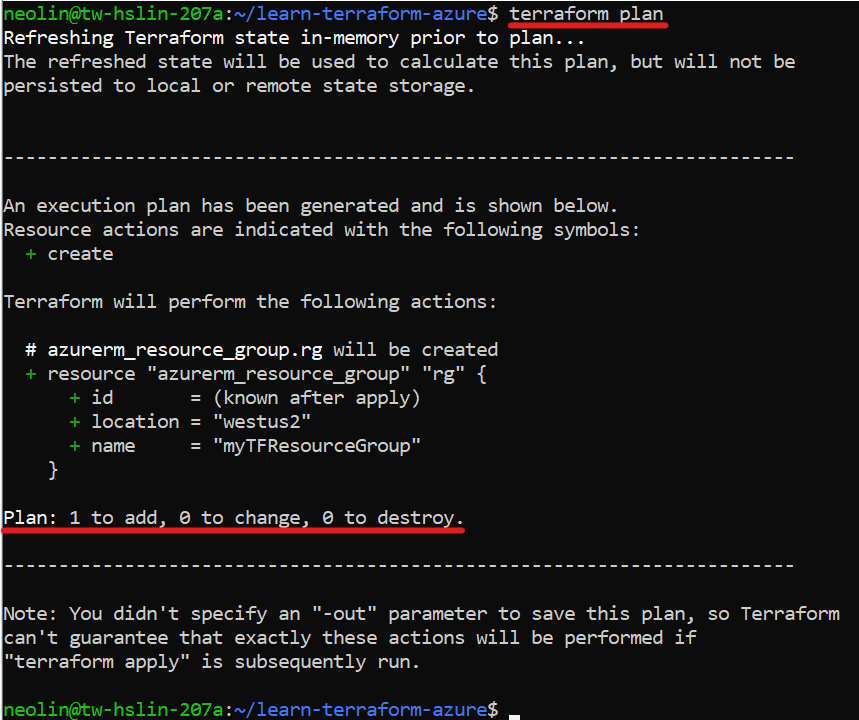 neolin@tw-hslin-207a:~/learn-terraform-azure$ terraform plan
Refreshing Terraform state in-memory prior to plan...
The refreshed state will be used to calculate this plan, but will not be
persisted to local or remote state storage.
------------------------------------------------------------------------
An execution plan has been generated and is shown below.
Resource actions are indicated with the following symbols:
  + create
Terraform will perform the following actions:
  # azurerm_resource_group.rg will be created
  + resource "azurerm_resource_group" "rg" {
      + id       = (known after apply)
      + location = "westus2"
      + name     = "myTFResourceGroup"
    }
Plan: 1 to add, 0 to change, 0 to destroy.
------------------------------------------------------------------------
Note: You didn't specify an "-out" parameter to save this plan, so Terraform
can't guarantee that exactly these actions will be performed if
"terraform apply" is subsequently run.
neolin@tw-hslin-207a:~/learn-terraform-azure$